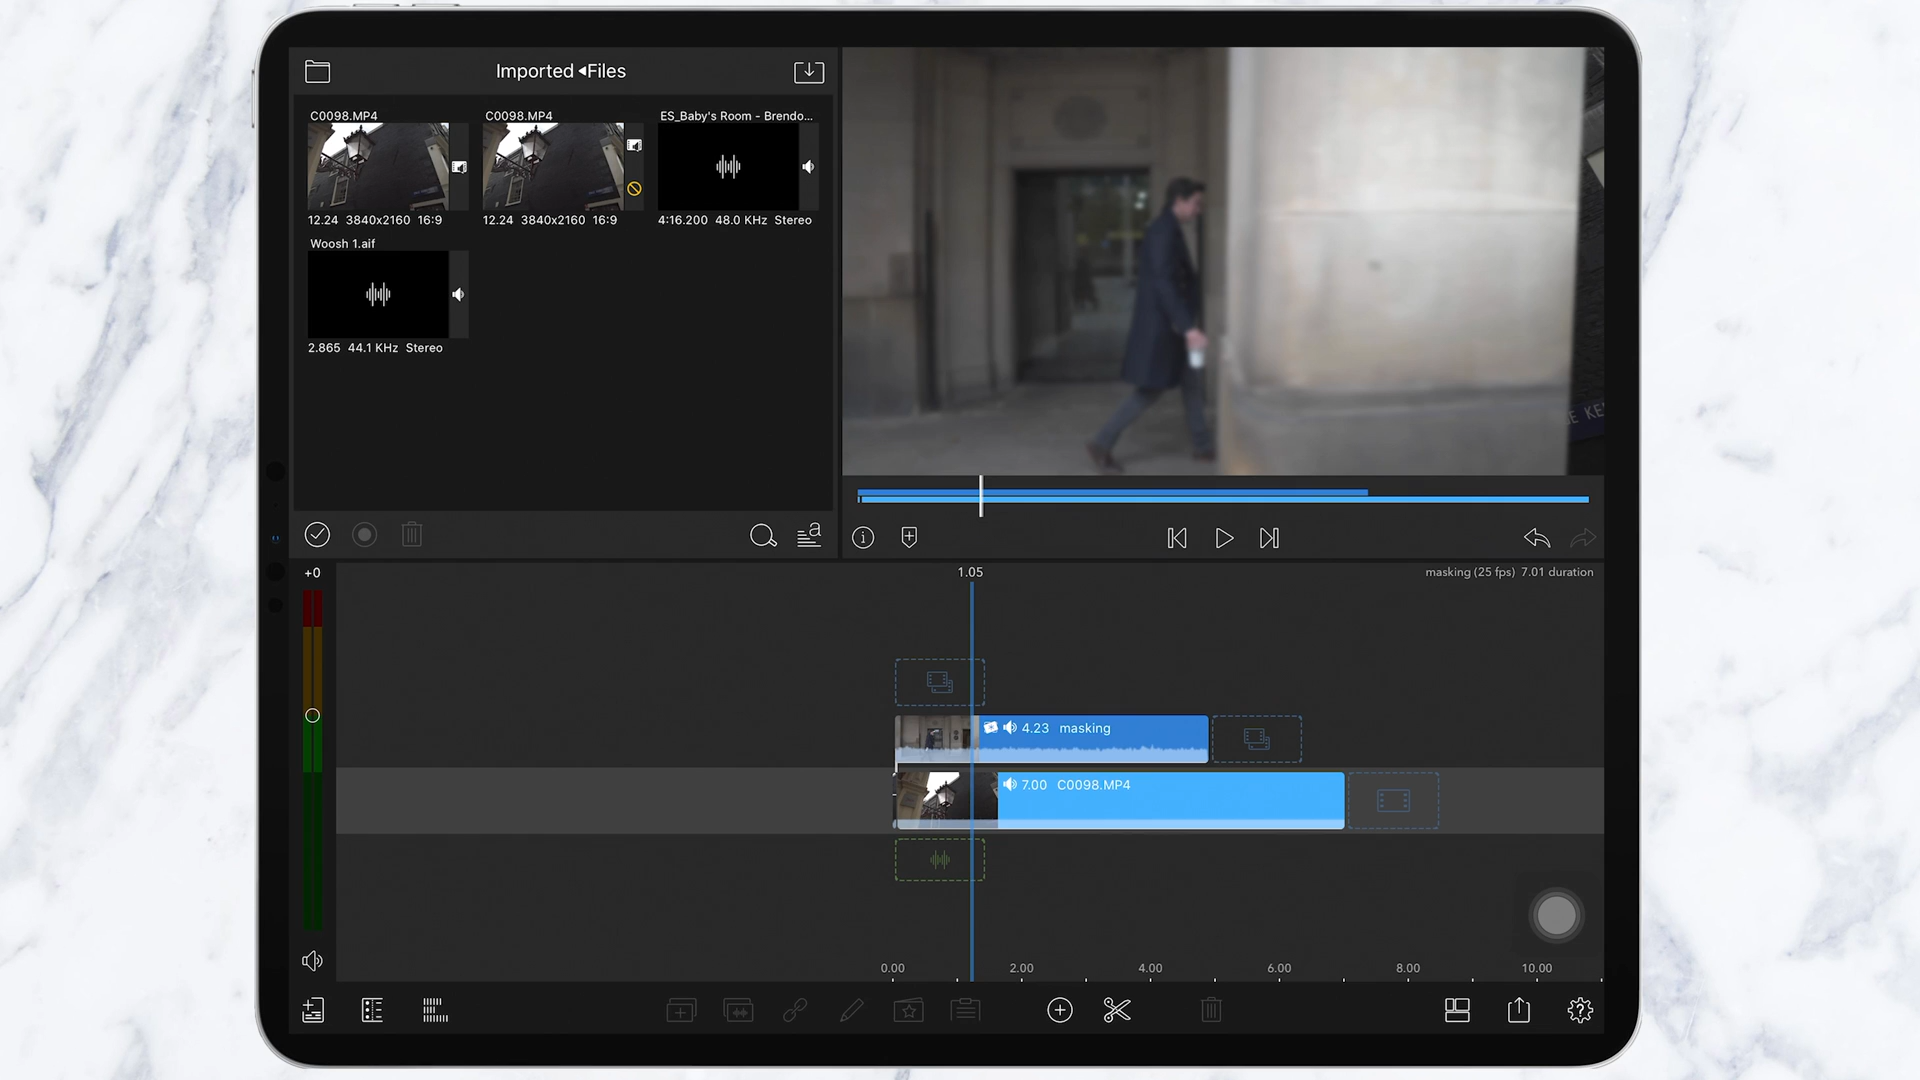 Imported ◂Files
C0098.MP4
C0098.MP4
ES_Baby's Room - Brendo...
12.24 3840x2160 16:9
12.24 3840x2160 16:9
4:16.200 48.0 KHz Stereo
Woosh 1.aif
2.865 44.1 KHz Stereo
+0
1.05
masking (25 fps) 7.01 duration
4.23 masking
7.00 C0098.MP4
0.00
2.00
4.00
6.00
8.00
10.00